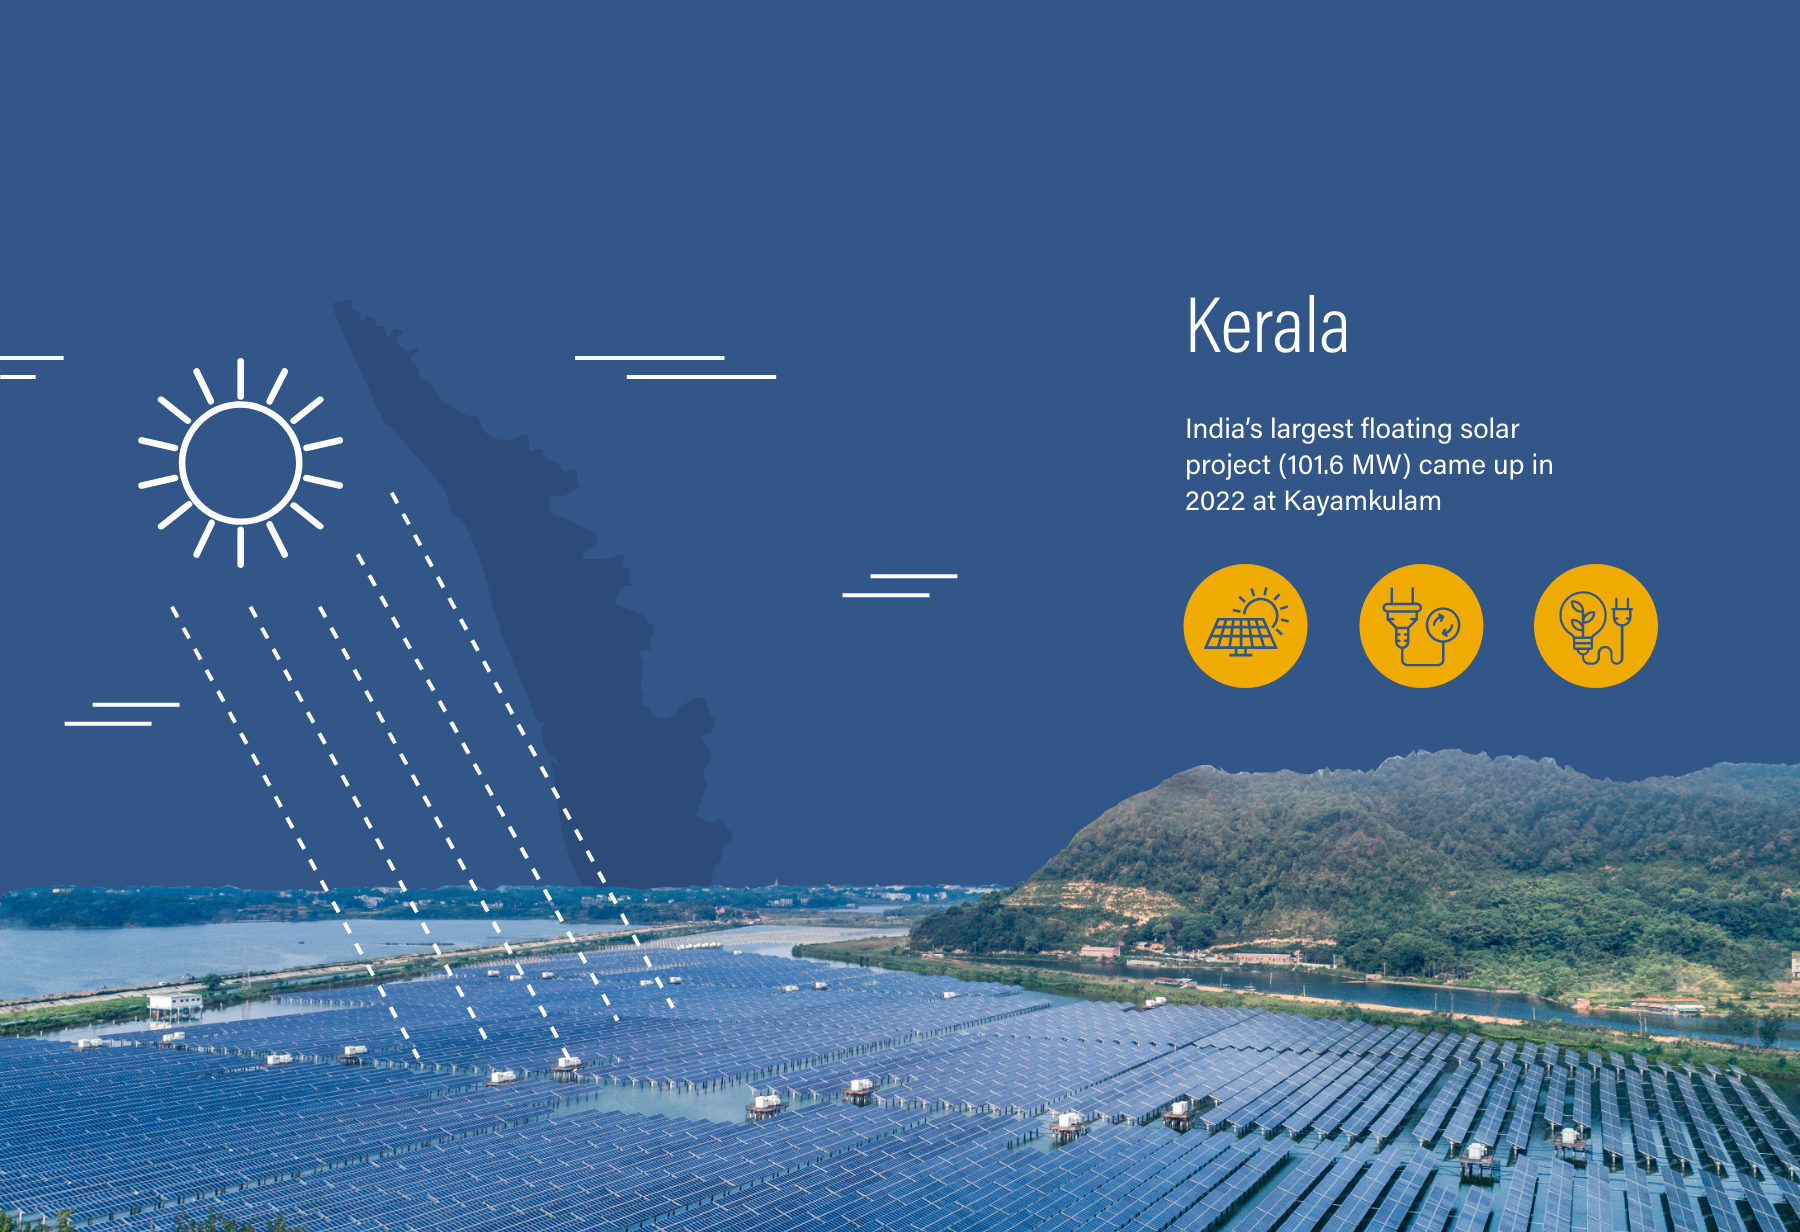 Kerala
India’s largest floating solar
project (101.6 MW) came up in
2022 at Kayamkulam